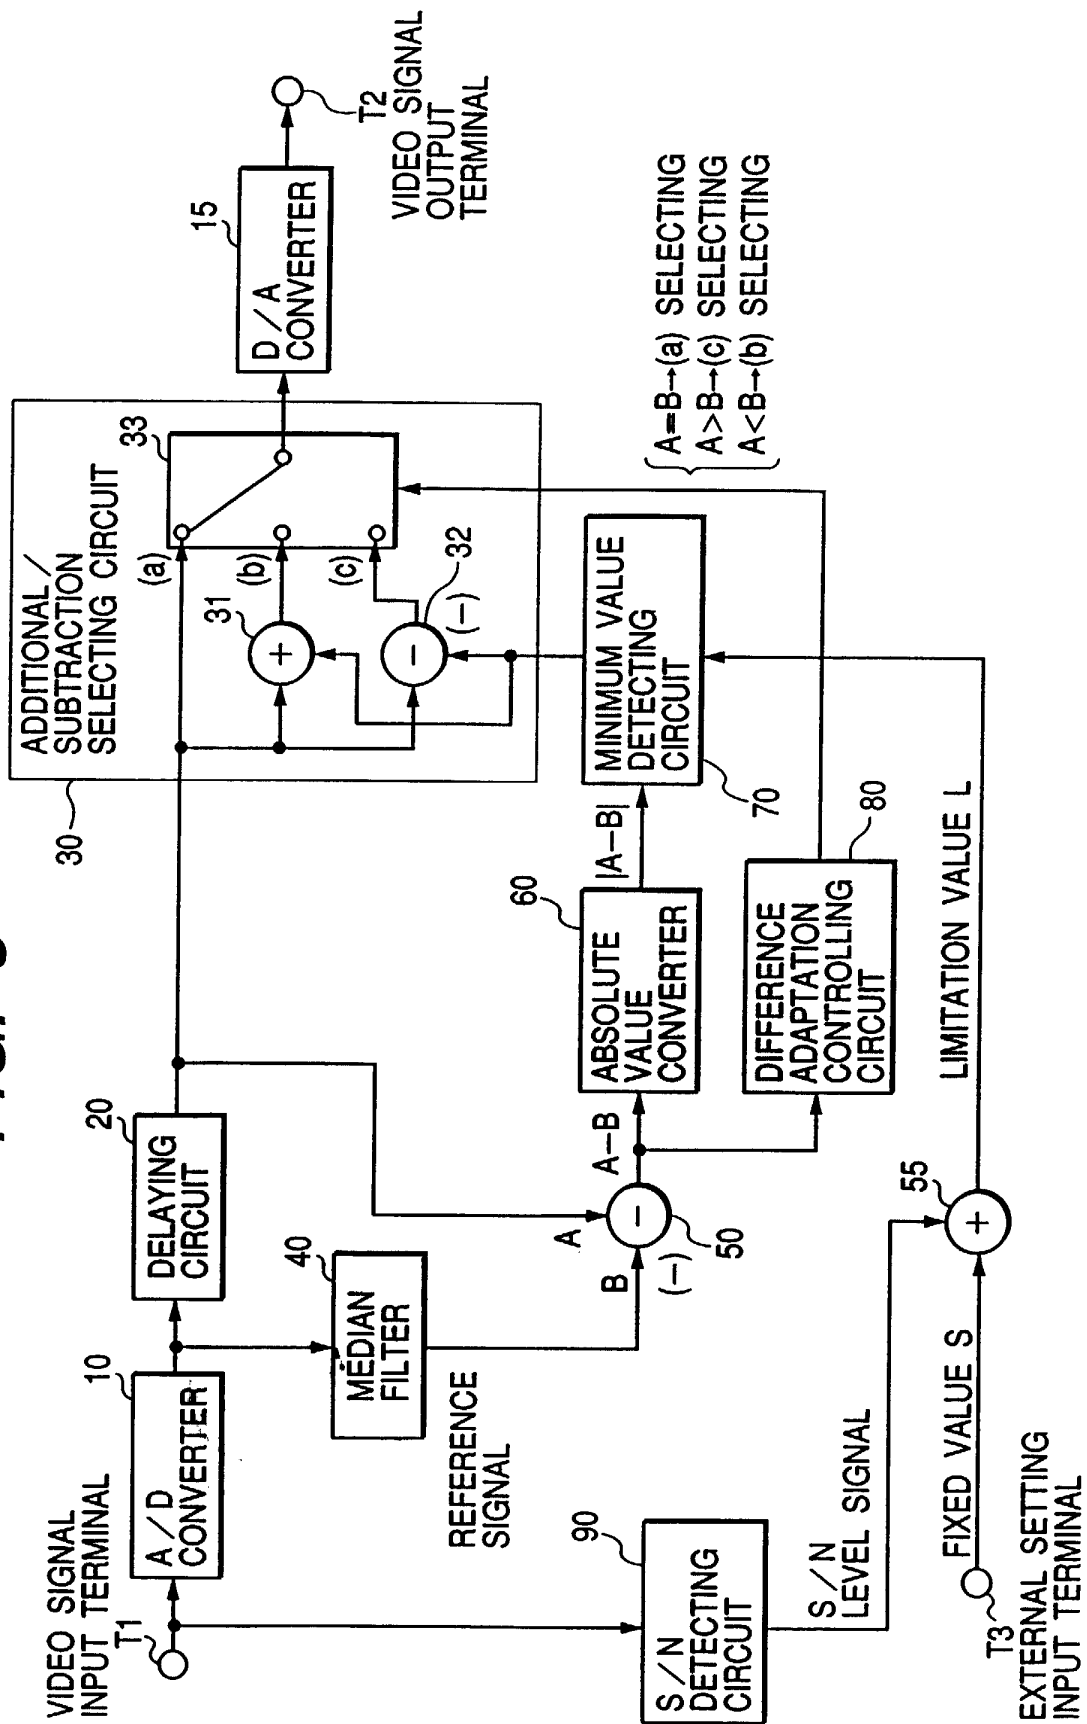 VIDEO SIGNAL
INPUT TERMINAL
T1
A/D
CONVERTER
10
DELAYING
CIRCUIT
20
MEDIAN
FILTER
40
REFERENCE
SIGNAL
ADDITIONAL/
SUBTRACTION
SELECTING CIRCUIT
30
(a)
(b)
(c)
31
+
32
-
(-)
33
D/A
CONVERTER
15
T2
VIDEO SIGNAL
OUTPUT
TERMINAL
A=B→(a) SELECTING
A>B→(c) SELECTING
A<B→(b) SELECTING
A
B
(-)
-
50
A-B
ABSOLUTE
VALUE
CONVERTER
60
|A-B|
MINIMUM VALUE
DETECTING
CIRCUIT
70
DIFFERENCE
ADAPTATION
CONTROLLING
CIRCUIT
80
S/N
DETECTING
CIRCUIT
90
S/N
LEVEL SIGNAL
FIXED VALUE S
+
55
LIMITATION VALUE L
T3
EXTERNAL SETTING
INPUT TERMINAL